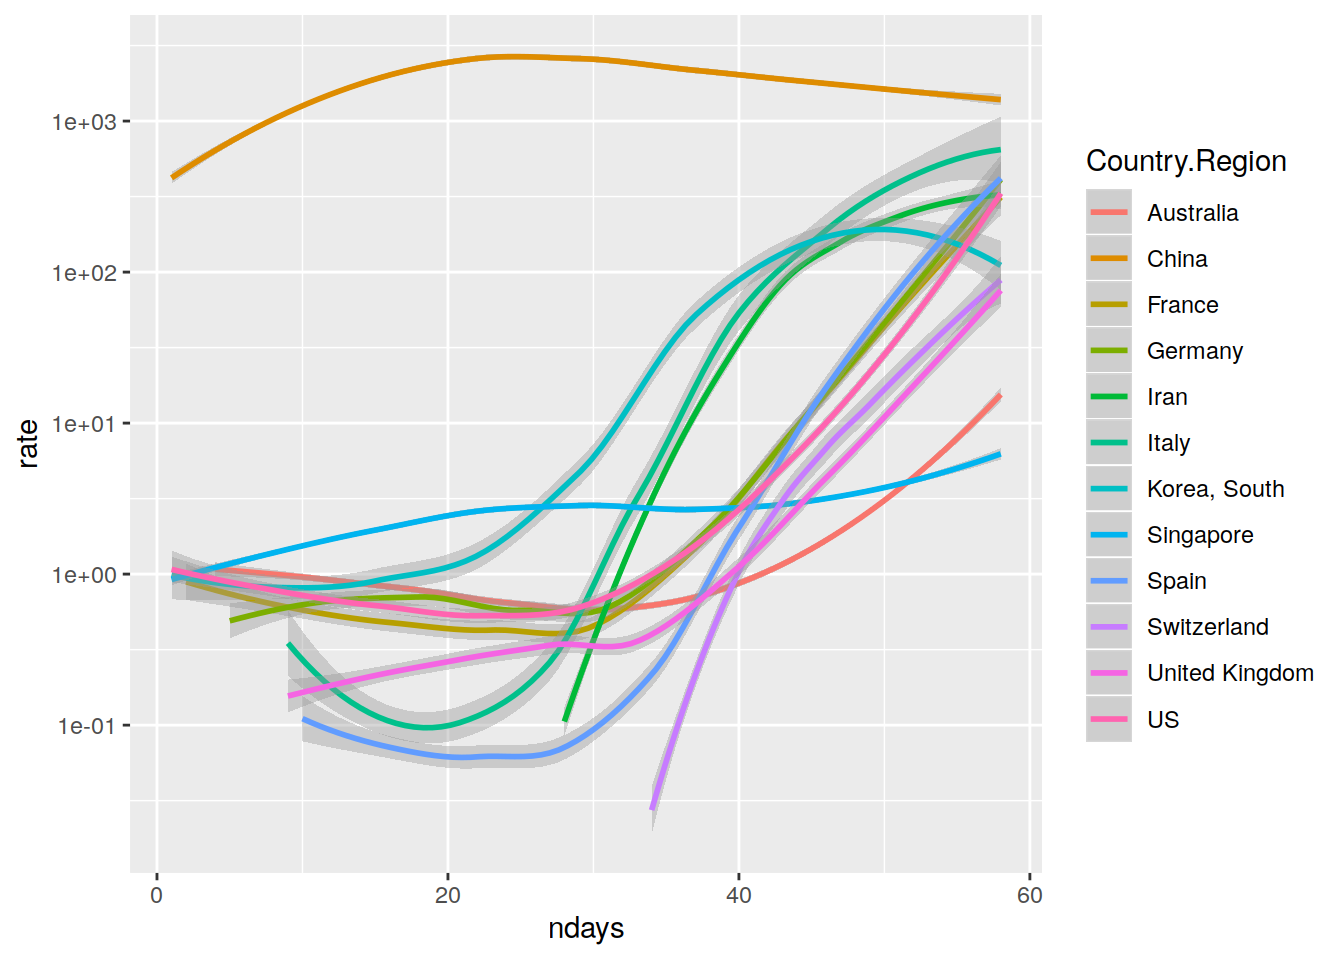 1e+03
1e+02
1e+01
1e+00
1e-01
rate
0 20 40 60
ndays
Country.Region
Australia
China
France
Germany
Iran
Italy
Korea, South
Singapore
Spain
Switzerland
United Kingdom
US